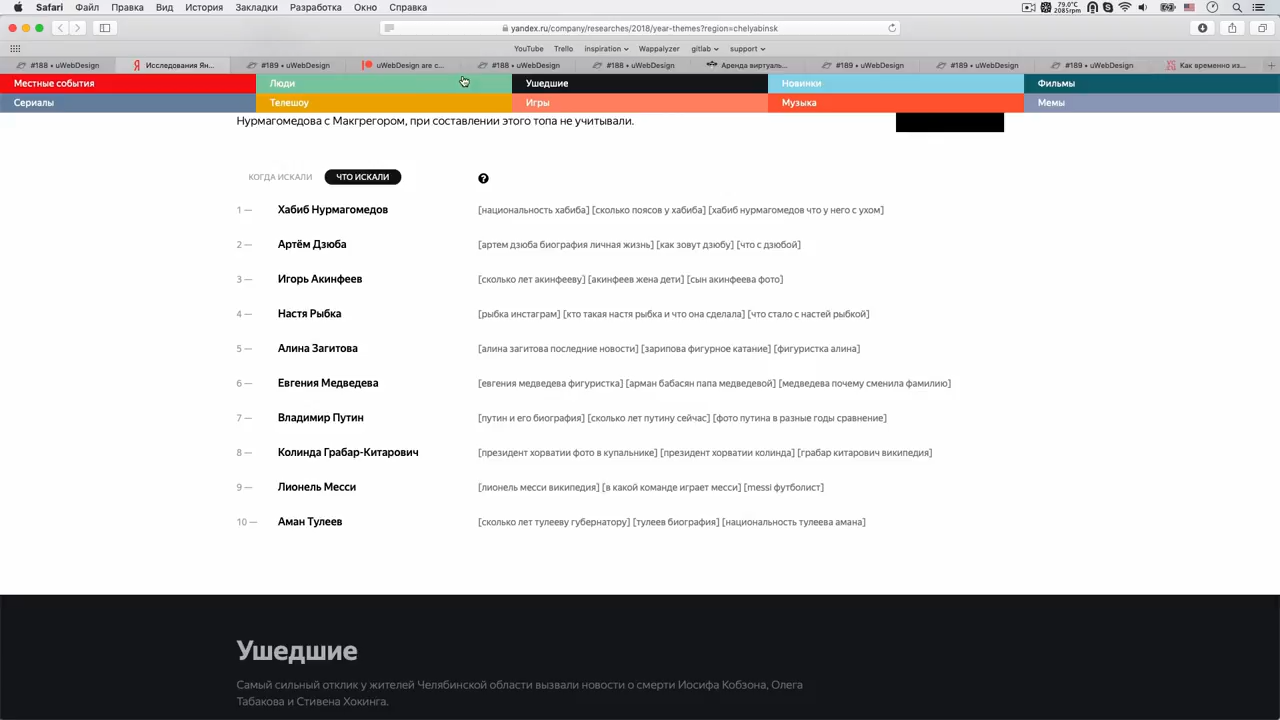 Safari Файл Правка Вид История Закладки Разработка Окно Справка
79.0°C
2085rpm
yandex.ru/company/researches/2018/year-themes?region=chelyabinsk
YouTube Trello inspiration Wappalyzer gitlab support
#188 • uWebDesign
Исследования Ян...
#189 • uWebDesign
uWebDesign are c...
#188 • uWebDesign
#188 • uWebDesign
Аренда виртуаль...
#189 • uWebDesign
#189 • uWebDesign
#189 • uWebDesign
Как временно из...
Местные события Люди Ушедшие Новинки Фильмы
Сериалы Телешоу Игры Музыка Мемы
Нурмагомедова с Макгрегором, при составлении этого топа не учитывали.
КОГДА ИСКАЛИ ЧТО ИСКАЛИ ?
1 — Хабиб Нурмагомедов [национальность хабиба] [сколько поясов у хабиба] [хабиб нурмагомедов что у него с ухом]
2 — Артём Дзюба [артем дзюба биография личная жизнь] [как зовут дзюбу] [что с дзюбой]
3 — Игорь Акинфеев [сколько лет акинфееву] [акинфеев жена дети] [сын акинфеева фото]
4 — Настя Рыбка [рыбка инстаграм] [кто такая настя рыбка и что она сделала] [что стало с настей рыбкой]
5 — Алина Загитова [алина загитова последние новости] [зарипова фигурное катание] [фигуристка алина]
6 — Евгения Медведева [евгения медведева фигуристка] [арман бабасян папа медведевой] [медведева почему сменила фамилию]
7 — Владимир Путин [путин и его биография] [сколько лет путину сейчас] [фото путина в разные годы сравнение]
8 — Колинда Грабар-Китарович [президент хорватии фото в купальнике] [президент хорватии колинда] [грабар китарович википедия]
9 — Лионель Месси [лионель месси википедия] [в какой команде играет месси] [messi футболист]
10 — Аман Тулеев [сколько лет тулееву губернатору] [тулеев биография] [национальность тулеева амана]
Ушедшие
Самый сильный отклик у жителей Челябинской области вызвали новости о смерти Иосифа Кобзона, Олега
Табакова и Стивена Хокинга.